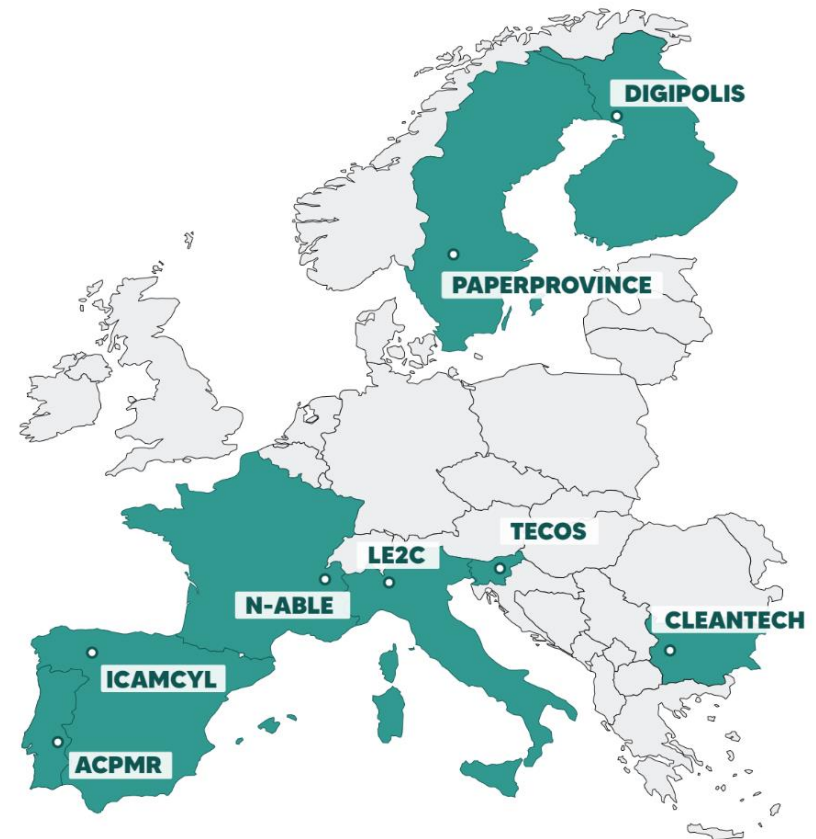 DIGIPOLIS
PAPERPROVINCE
TECOS
LE2C
N-ABLE
CLEANTECH
ICAMCYL
ACPMR